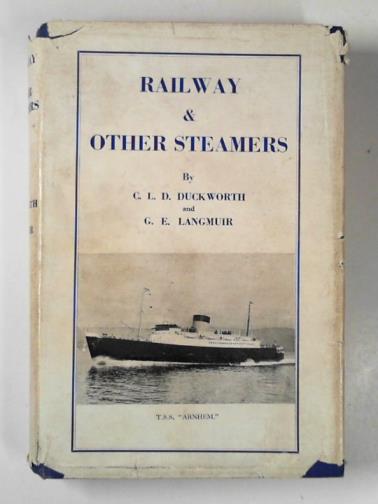 RAILWAY
&
OTHER STEAMERS
By
C. L. D. DUCKWORTH
and
G. E. LANGMUIR
T.S.S. "ARNHEM."